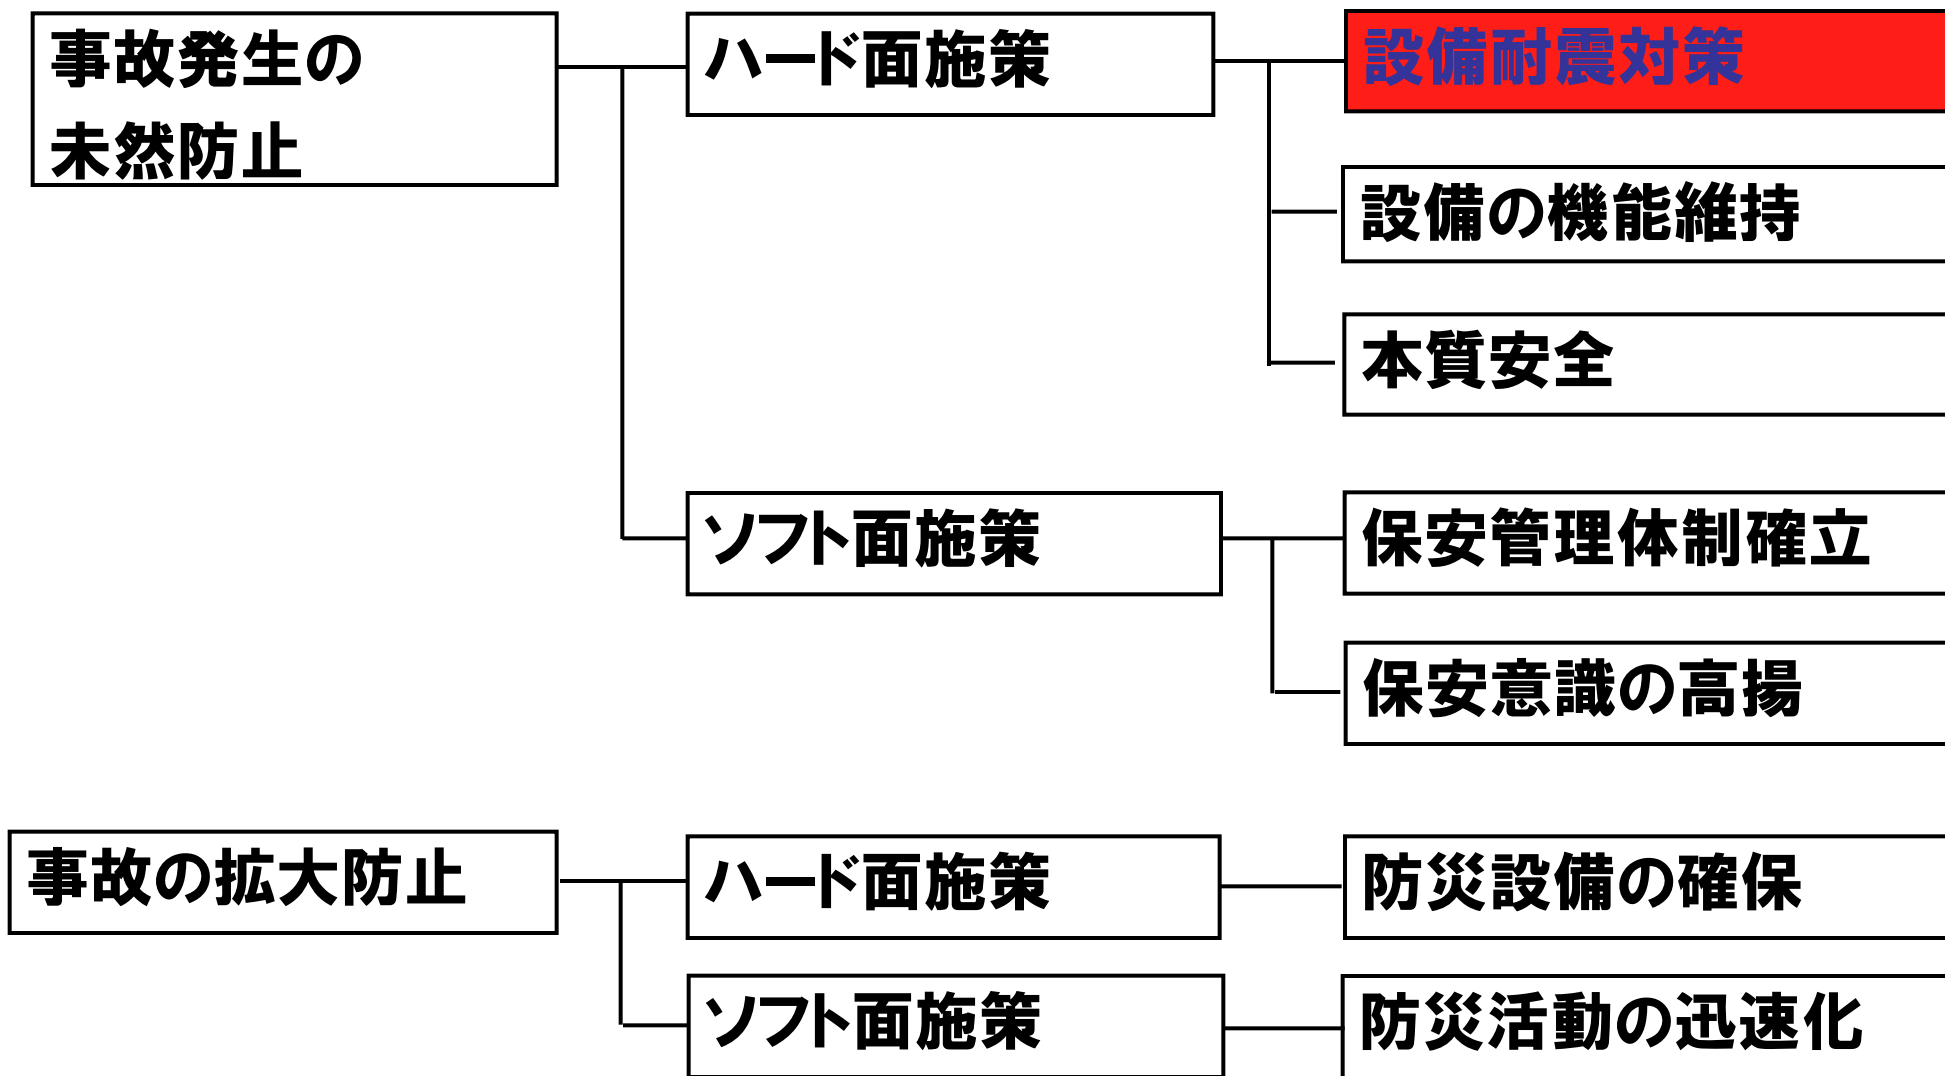 事故発生の
未然防止
ハード面施策
設備耐震対策
設備の機能維持
本質安全
ソフト面施策
保安管理体制確立
保安意識の高揚
事故の拡大防止
ハード面施策
防災設備の確保
ソフト面施策
防災活動の迅速化